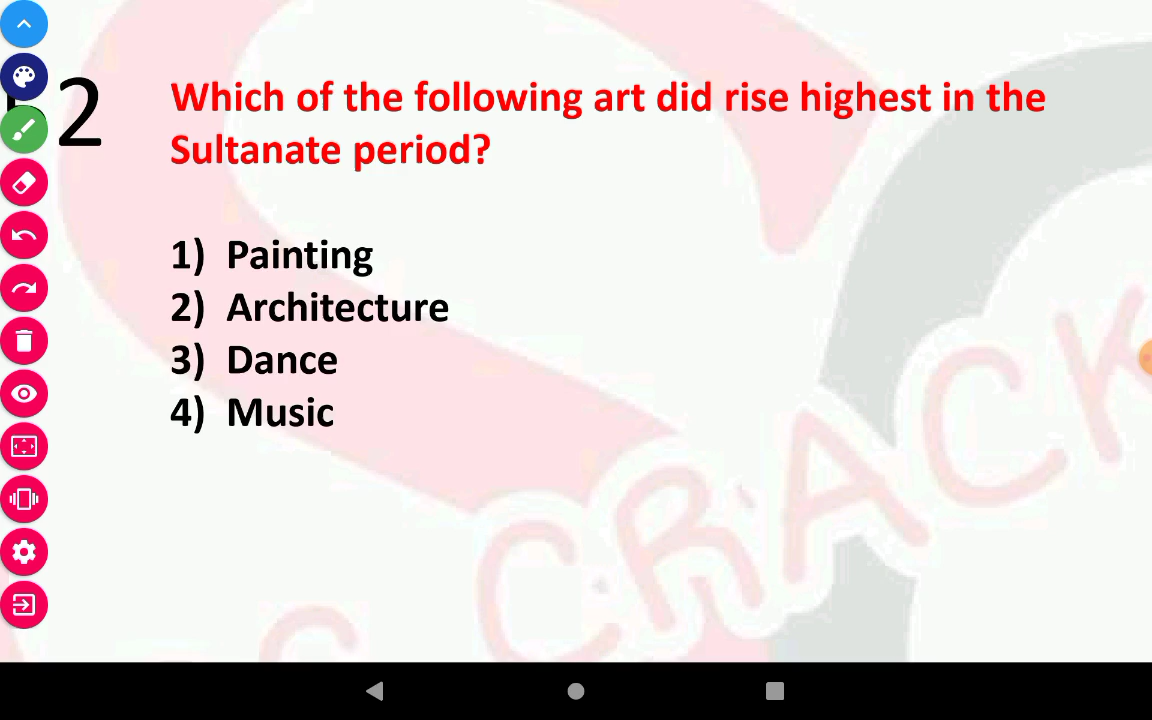 2
Which of the following art did rise highest in the
Sultanate period?
1) Painting
2) Architecture
3) Dance
4) Music
CRACK